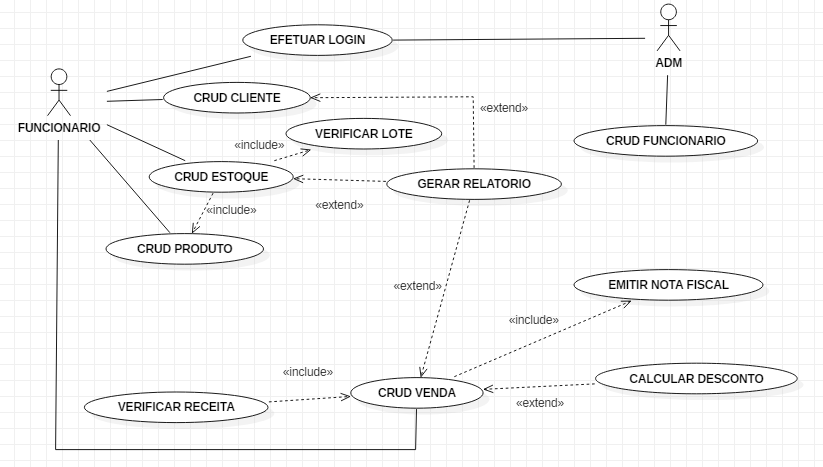 EFETUAR LOGIN
ADM
CRUD CLIENTE
«extend»
FUNCIONARIO
VERIFICAR LOTE
CRUD FUNCIONARIO
«include»
CRUD ESTOQUE
GERAR RELATORIO
«include»
«extend»
CRUD PRODUTO
«extend»
EMITIR NOTA FISCAL
«include»
«include»
CALCULAR DESCONTO
CRUD VENDA
«extend»
VERIFICAR RECEITA